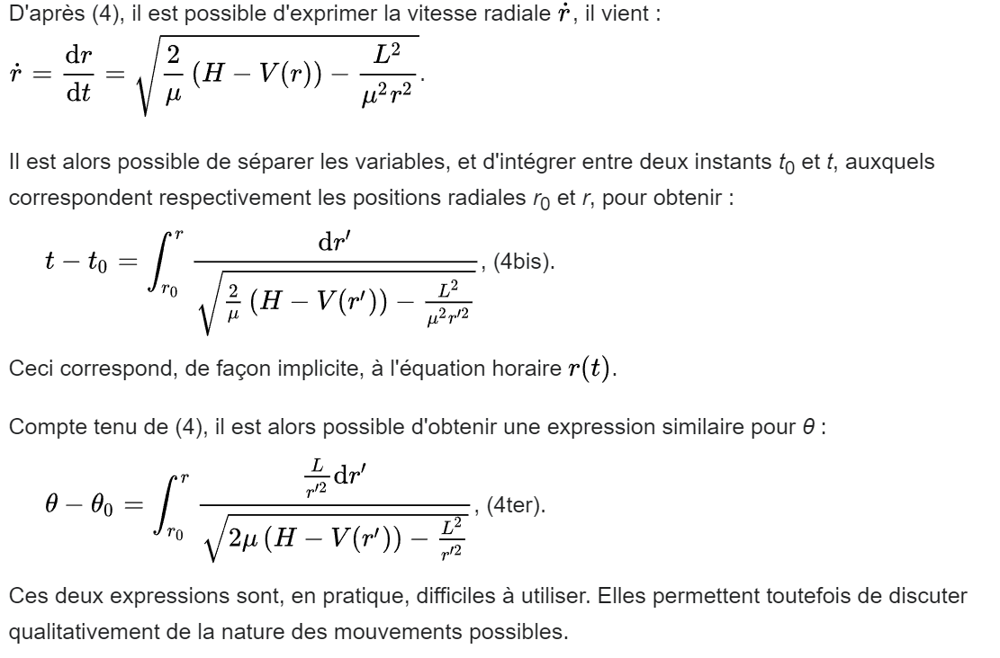 D'après (4), il est possible d'exprimer la vitesse radiale $\dot{r}$, il vient :
$\dot{r} = \dfrac{\mathrm{d}r}{\mathrm{d}t} = \sqrt{\dfrac{2}{\mu}\left(H - V(r)\right) - \dfrac{L^2}{\mu^2 r^2}}$.
Il est alors possible de séparer les variables, et d'intégrer entre deux instants $t_0$ et $t$, auxquels
correspondent respectivement les positions radiales $r_0$ et $r$, pour obtenir :
$t - t_0 = \int_{r_0}^{r} \dfrac{\mathrm{d}r'}{\sqrt{\frac{2}{\mu}\left(H - V(r')\right) - \frac{L^2}{\mu^2 r'^2}}}$, (4bis).
Ceci correspond, de façon implicite, à l'équation horaire $r(t)$.
Compte tenu de (4), il est alors possible d'obtenir une expression similaire pour $\theta$ :
$\theta - \theta_0 = \int_{r_0}^{r} \dfrac{\frac{L}{r'^2}\mathrm{d}r'}{\sqrt{2\mu\left(H - V(r')\right) - \frac{L^2}{r'^2}}}$, (4ter).
Ces deux expressions sont, en pratique, difficiles à utiliser. Elles permettent toutefois de discuter
qualitativement de la nature des mouvements possibles.